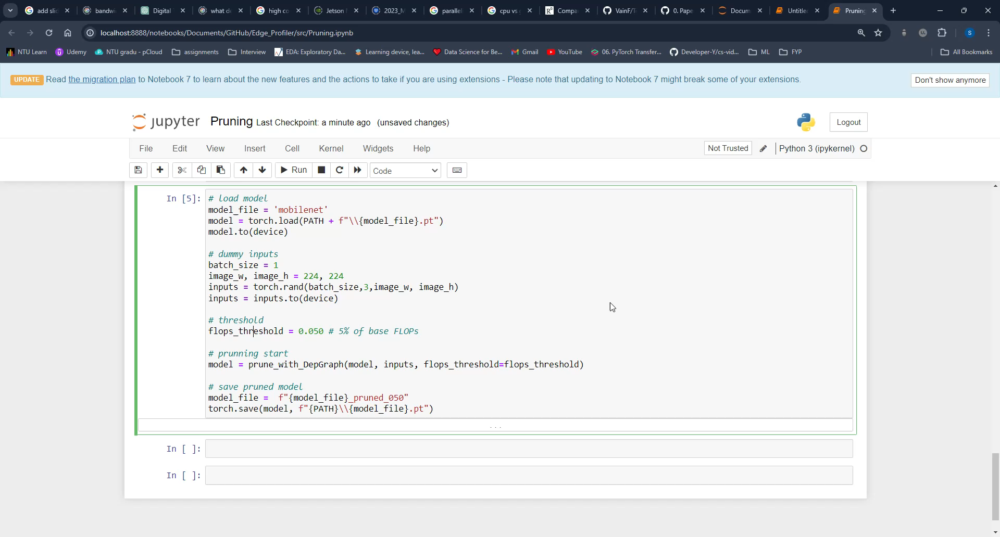 add slid
bandwi
Digital
what de
high co
Jetson
2023_M
parallel
cpu vs g
Compa
VainF/T
0. Pape
Docum
Untitle
Pruning
localhost:8888/notebooks/Documents/GitHub/Edge_Profiler/src/Pruning.ipynb
S
NTU Learn
Udemy
NTU gradu - pCloud
assignments
Interview
EDA: Exploratory Da...
Learning device, lea...
Data Science for Be...
Gmail
YouTube
06. PyTorch Transfer...
Developer-Y/cs-vid...
ML
FYP
All Bookmarks
UPDATE Read the migration plan to Notebook 7 to learn about the new features and the actions to take if you are using extensions - Please note that updating to Notebook 7 might break some of your extensions.
Don't show anymore
jupyter Pruning Last Checkpoint: a minute ago (unsaved changes)
Logout
File Edit View Insert Cell Kernel Widgets Help
Not Trusted
Python 3 (ipykernel)
Run
Code
In [5]:
# load model
model_file = 'mobilenet'
model = torch.load(PATH + f"\\{model_file}.pt")
model.to(device)
# dummy inputs
batch_size = 1
image_w, image_h = 224, 224
inputs = torch.rand(batch_size,3,image_w, image_h)
inputs = inputs.to(device)
# threshold
flops_threshold = 0.050 # 5% of base FLOPs
# prunning start
model = prune_with_DepGraph(model, inputs, flops_threshold=flops_threshold)
# save pruned model
model_file =  f"{model_file}_pruned_050"
torch.save(model, f"{PATH}\\{model_file}.pt")
...
In [ ]:
In [ ]: